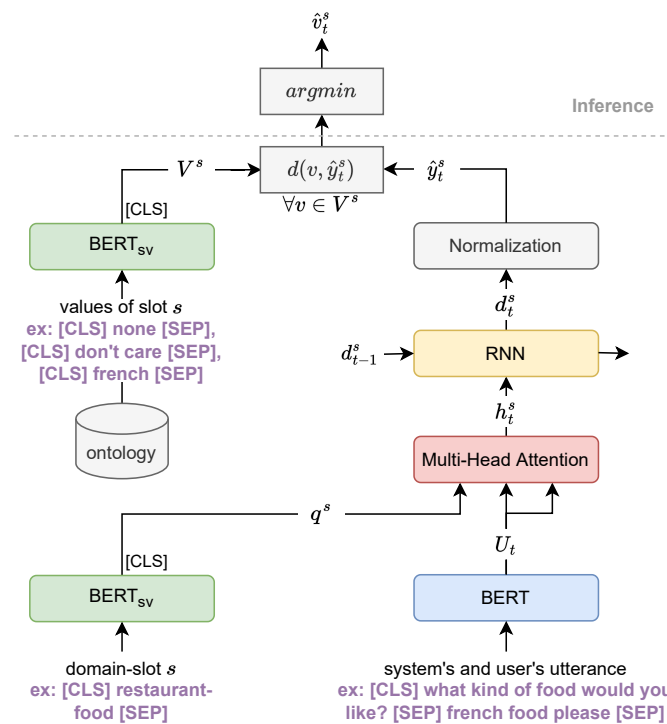 v̂ₜˢ
argmin
Inference
Vˢ
d(v, ŷₜˢ)
ŷₜˢ
∀v ∈ Vˢ
[CLS]
BERTsv
Normalization
values of slot s
ex: [CLS] none [SEP],
[CLS] don't care [SEP],
[CLS] french [SEP]
dₜˢ
dₜ₋₁ˢ
RNN
hₜˢ
ontology
Multi-Head Attention
qˢ
Uₜ
[CLS]
BERTsv
BERT
domain-slot s
ex: [CLS] restaurant-
food [SEP]
system's and user's utterance
ex: [CLS] what kind of food would you
like? [SEP] french food please [SEP]